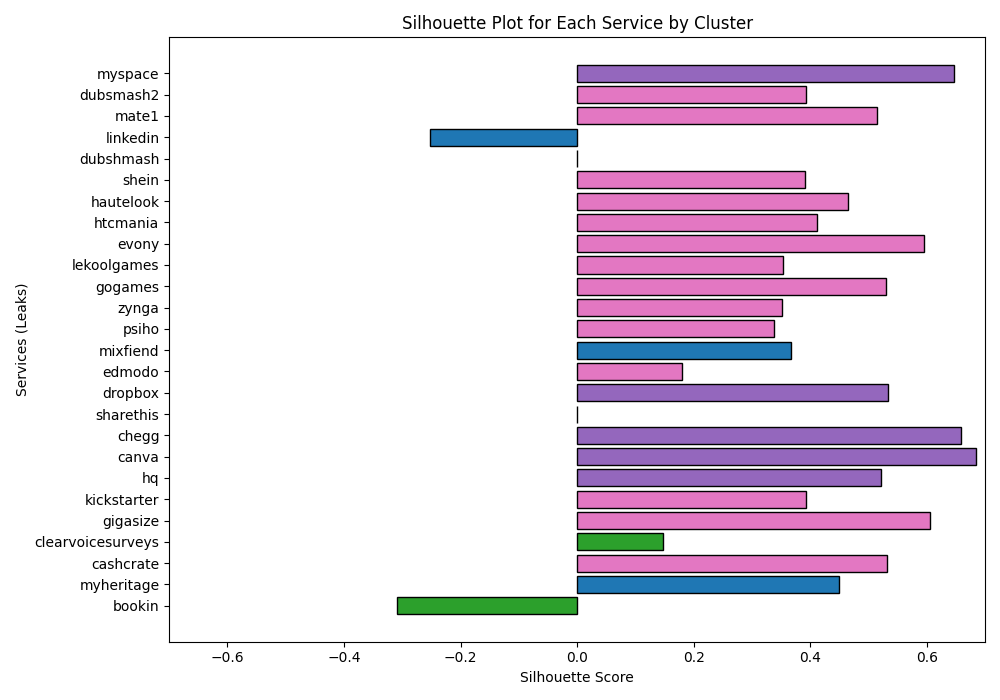 Silhouette Plot for Each Service by Cluster
myspace
dubsmash2
mate1
linkedin
dubshmash
shein
hautelook
htcmania
evony
lekoolgames
gogames
zynga
psiho
mixfiend
edmodo
dropbox
sharethis
chegg
canva
hq
kickstarter
gigasize
clearvoicesurveys
cashcrate
myheritage
bookin
Services (Leaks)
−0.6 −0.4 −0.2 0.0 0.2 0.4 0.6
Silhouette Score